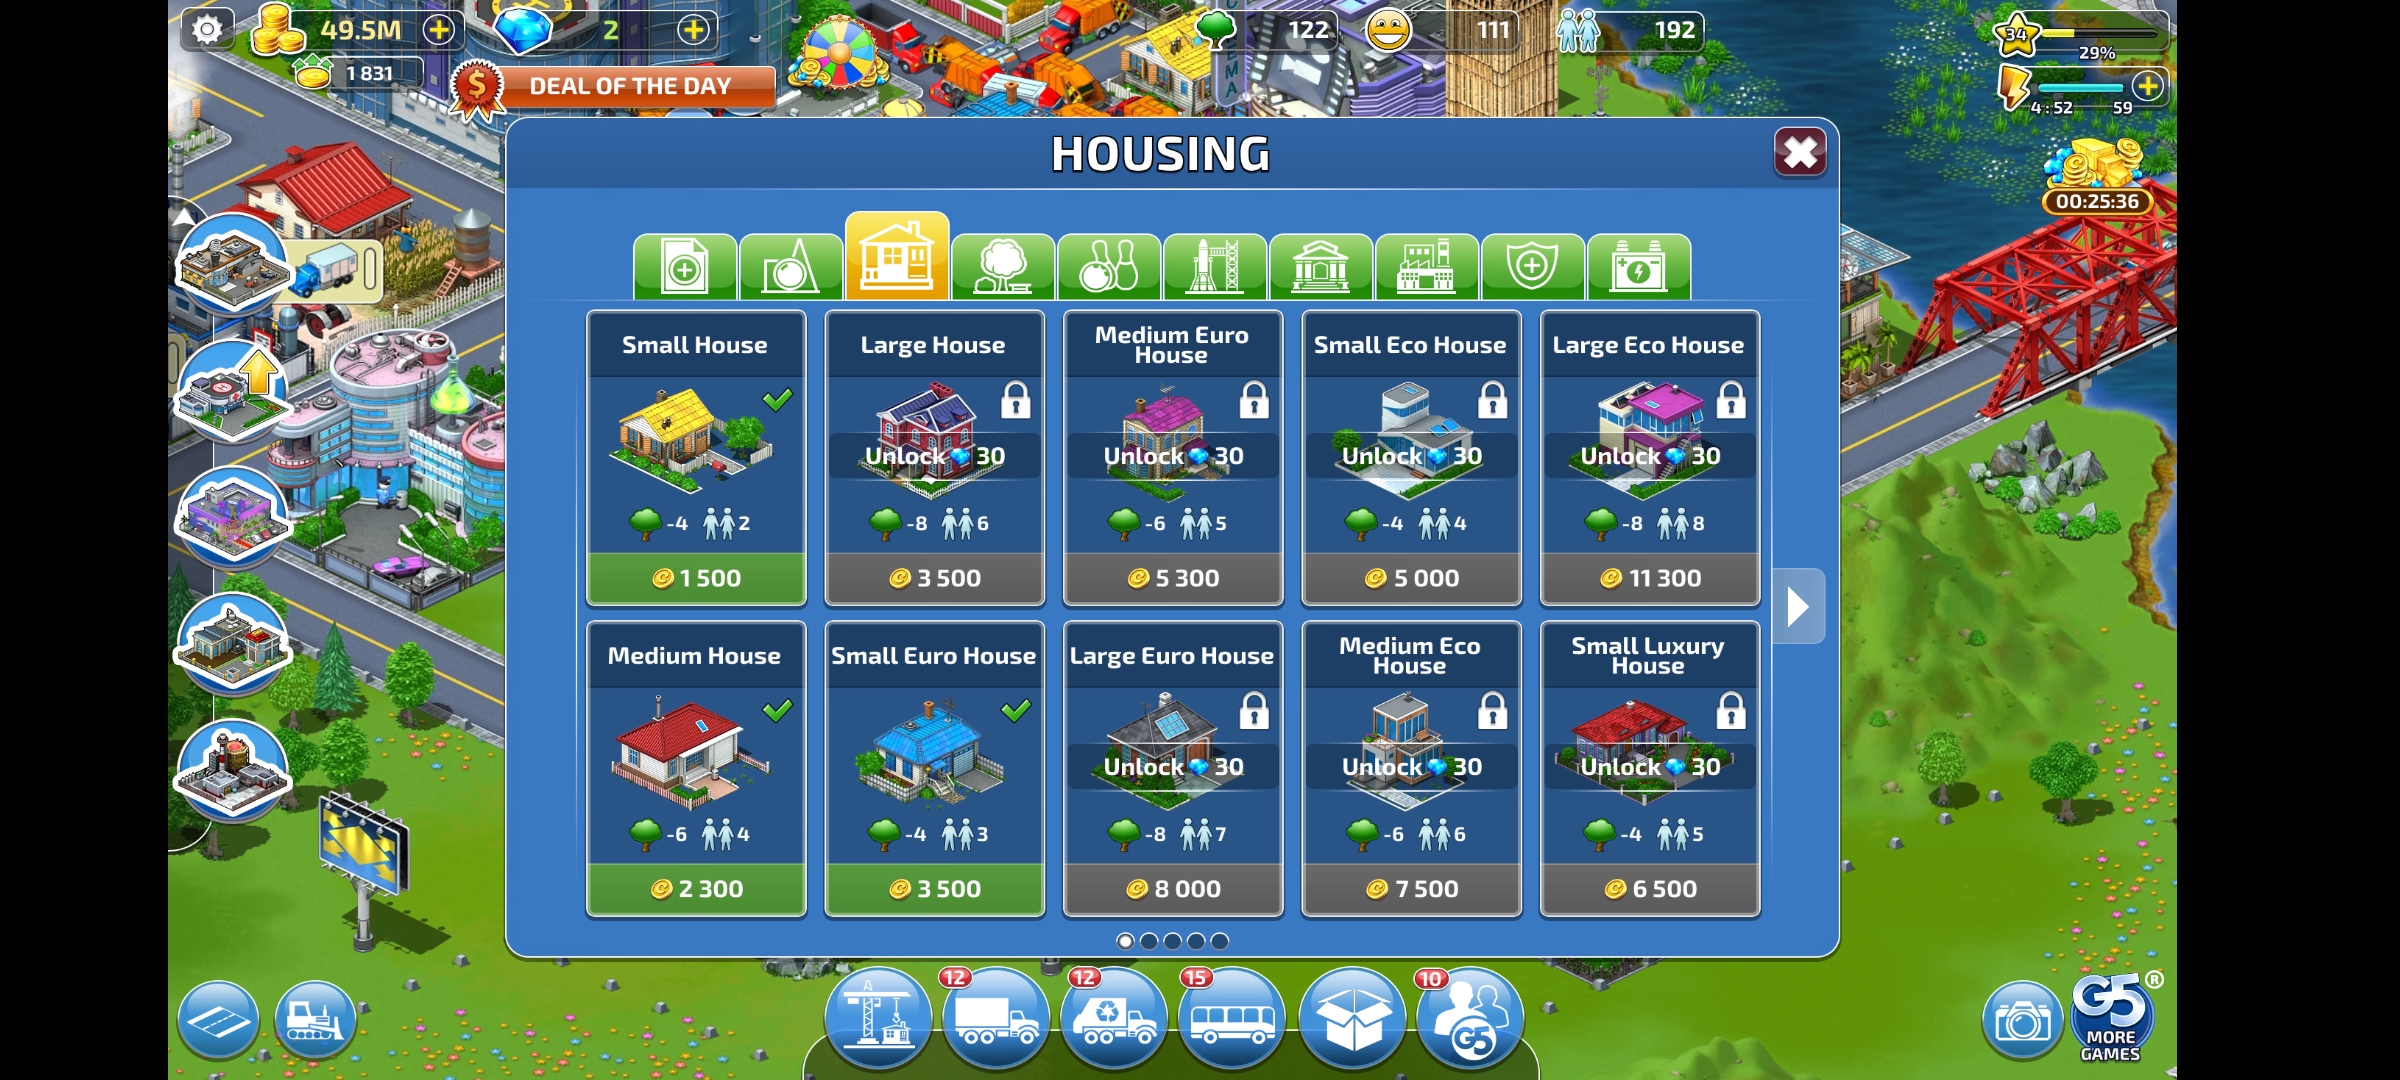 49.5M
2
122
111
192
34
29%
1 831
DEAL OF THE DAY
4:52
59
CINEMA
00:25:36
HOUSING
Small House
Large House
Medium Euro
House
Small Eco House
Large Eco House
Unlock 30
Unlock 30
Unlock 30
Unlock 30
-4 2
-8 6
-6 5
-4 4
-8 8
1 500
3 500
5 300
5 000
11 300
Medium House
Small Euro House
Large Euro House
Medium Eco
House
Small Luxury
House
Unlock 30
Unlock 30
Unlock 30
-6 4
-4 3
-8 7
-6 6
-4 5
2 300
3 500
8 000
7 500
6 500
12
12
15
10
G5
G5®
MORE
GAMES